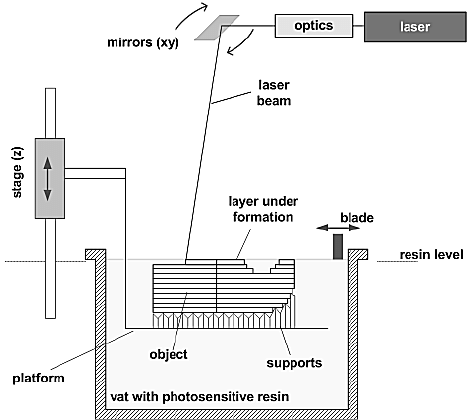 optics
laser
mirrors (xy)
laser
beam
stage (z)
layer under
formation
blade
resin level
object
supports
platform
vat with photosensitive resin